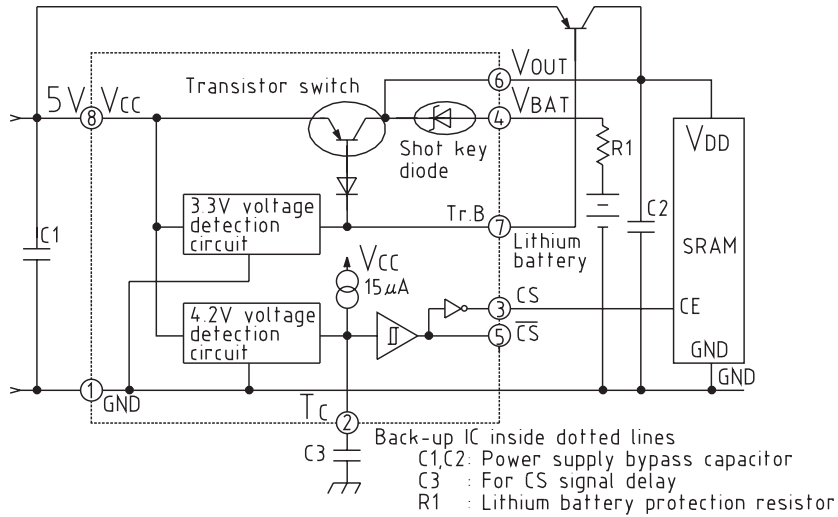 VOUT
6
Transistor switch
5V
VCC
8
VBAT
4
Shot key
diode
R1
VDD
3.3V voltage
detection
circuit
Tr.B
7
Lithium
battery
C1
C2
SRAM
VCC
15μA
4.2V voltage
detection
circuit
CS
3
CE
CS
5
GND
GND
1
GND
TC
2
C3
Back-up IC inside dotted lines
C1,C2: Power supply bypass capacitor
C3 : For CS signal delay
R1 : Lithium battery protection resistor